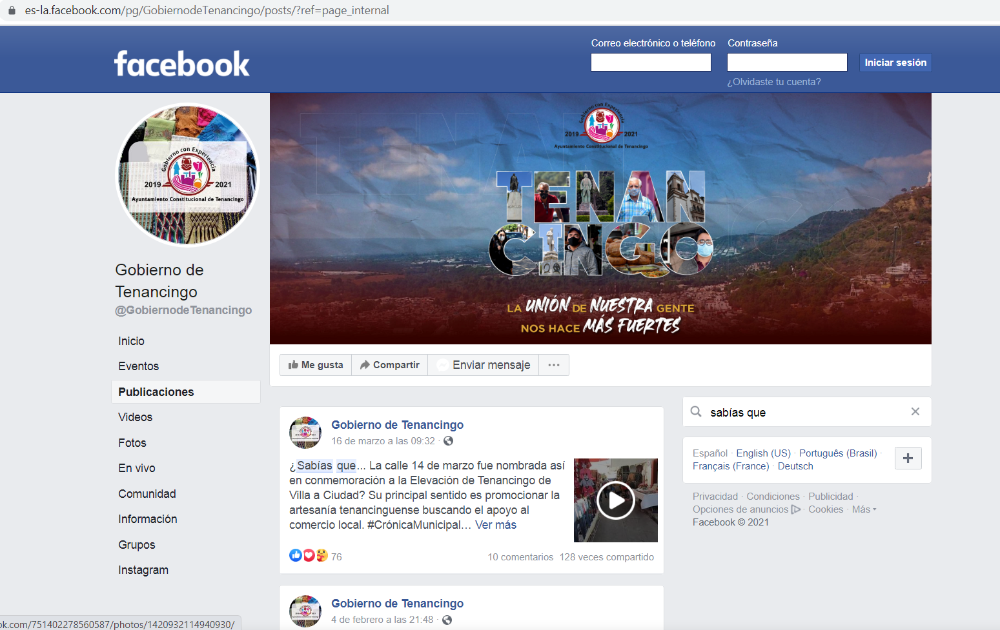 es-la.facebook.com/pg/GobiernodeTenancingo/posts/?ref=page_internal
facebook
Correo electrónico o teléfono
Contraseña
Iniciar sesión
¿Olvidaste tu cuenta?
Gobierno con Experiencia
2019 2021
Ayuntamiento Constitucional de Tenancingo
Gobierno con Experiencia
2019 2021
Ayuntamiento Constitucional de Tenancingo
TENAN
CINGO
LA UNIÓN DE NUESTRA GENTE
NOS HACE MÁS FUERTES
Gobierno de
Tenancingo
@GobiernodeTenancingo
Inicio
Eventos
Publicaciones
Videos
Fotos
En vivo
Comunidad
Información
Grupos
Instagram
Me gusta
Compartir
Enviar mensaje
Gobierno de Tenancingo
16 de marzo a las 09:32 ·
¿Sabías que... La calle 14 de marzo fue nombrada así
en conmemoración a la Elevación de Tenancingo de
Villa a Ciudad? Su principal sentido es promocionar la
artesanía tenancinguense buscando el apoyo al
comercio local. #CrónicaMunicipal… Ver más
76
10 comentarios 128 veces compartido
Gobierno de Tenancingo
4 de febrero a las 21:48 ·
sabías que
Español · English (US) · Português (Brasil) ·
Français (France) · Deutsch
Privacidad · Condiciones · Publicidad ·
Opciones de anuncios · Cookies · Más
Facebook © 2021
ok.com/751402278560587/photos/1420932114940930/